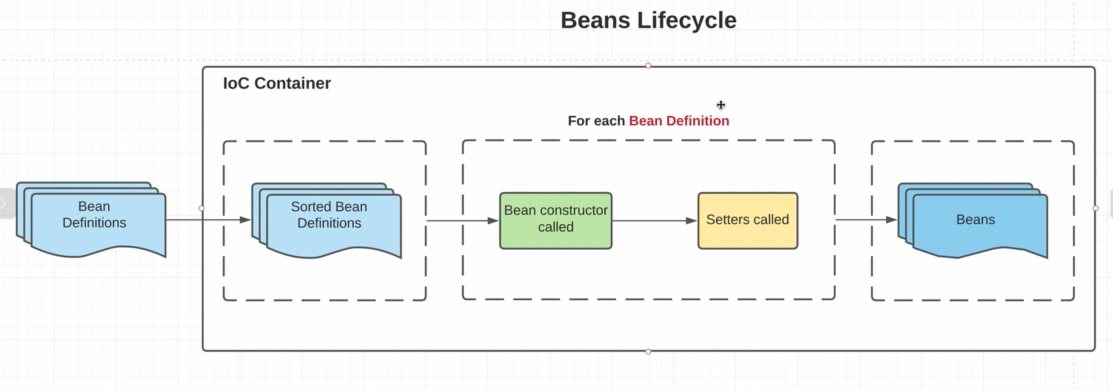 Beans Lifecycle
IoC Container
For each Bean Definition
Bean
Definitions
Sorted Bean
Definitions
Bean constructor
called
Setters called
Beans